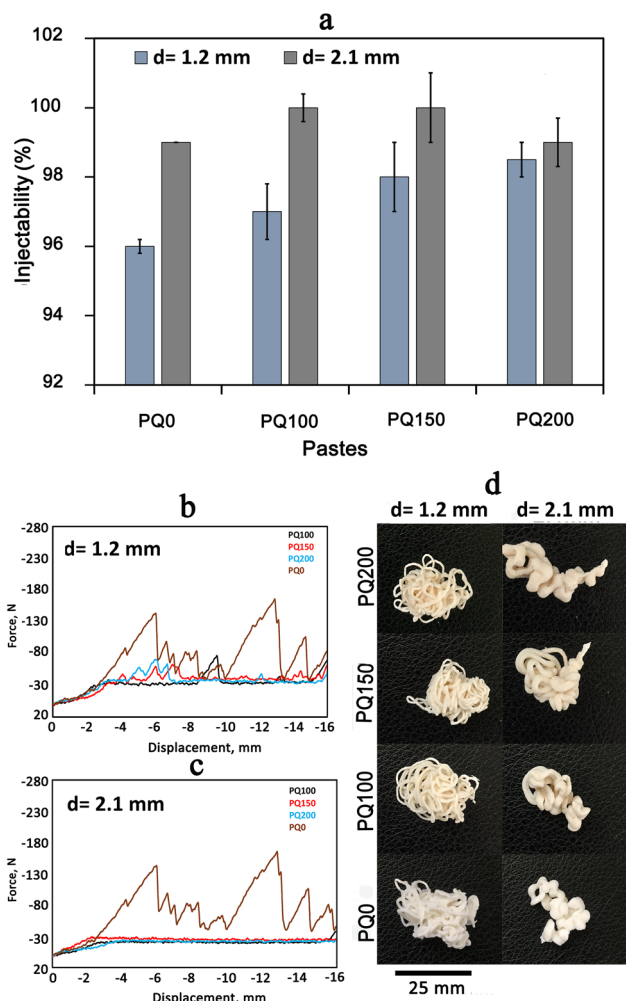 a
102
100
98
96
94
92
Injectability (%)
d= 1.2 mm
d= 2.1 mm
PQ0
PQ100
PQ150
PQ200
Pastes
b
-280
-230
-180
-130
-80
-30
20
Force, N
d= 1.2 mm
PQ100
PQ150
PQ200
PQ0
0
-2
-4
-6
-8
-10
-12
-14
-16
Displacement, mm
c
-280
-230
-180
-130
-80
-30
20
Force, N
d= 2.1 mm
PQ100
PQ150
PQ200
PQ0
0
-2
-4
-6
-8
-10
-12
-14
-16
Displacement, mm
d
d= 1.2 mm
d= 2.1 mm
PQ200
PQ150
PQ100
PQ0
25 mm